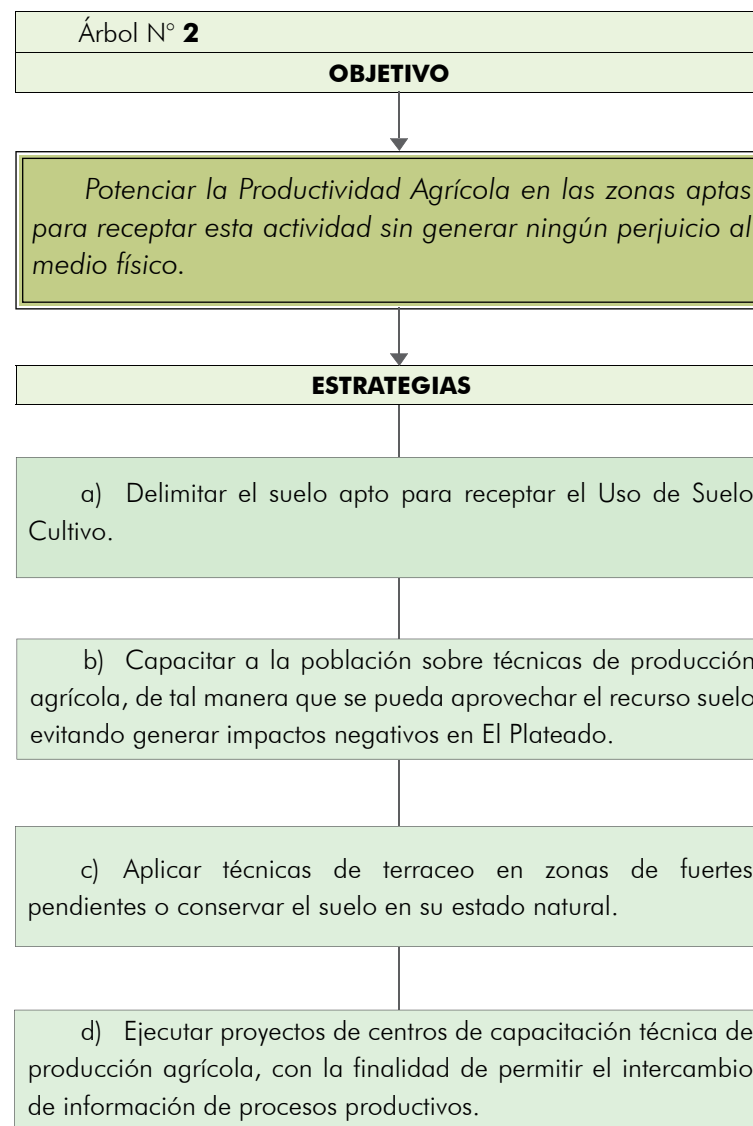 Árbol N° 2
OBJETIVO
Potenciar la Productividad Agrícola en las zonas aptas
para receptar esta actividad sin generar ningún perjuicio al
medio físico.
ESTRATEGIAS
a) Delimitar el suelo apto para receptar el Uso de Suelo
Cultivo.
b) Capacitar a la población sobre técnicas de producción
agrícola, de tal manera que se pueda aprovechar el recurso suelo
evitando generar impactos negativos en El Plateado.
c) Aplicar técnicas de terraceo en zonas de fuertes
pendientes o conservar el suelo en su estado natural.
d) Ejecutar proyectos de centros de capacitación técnica de
producción agrícola, con la finalidad de permitir el intercambio
de información de procesos productivos.